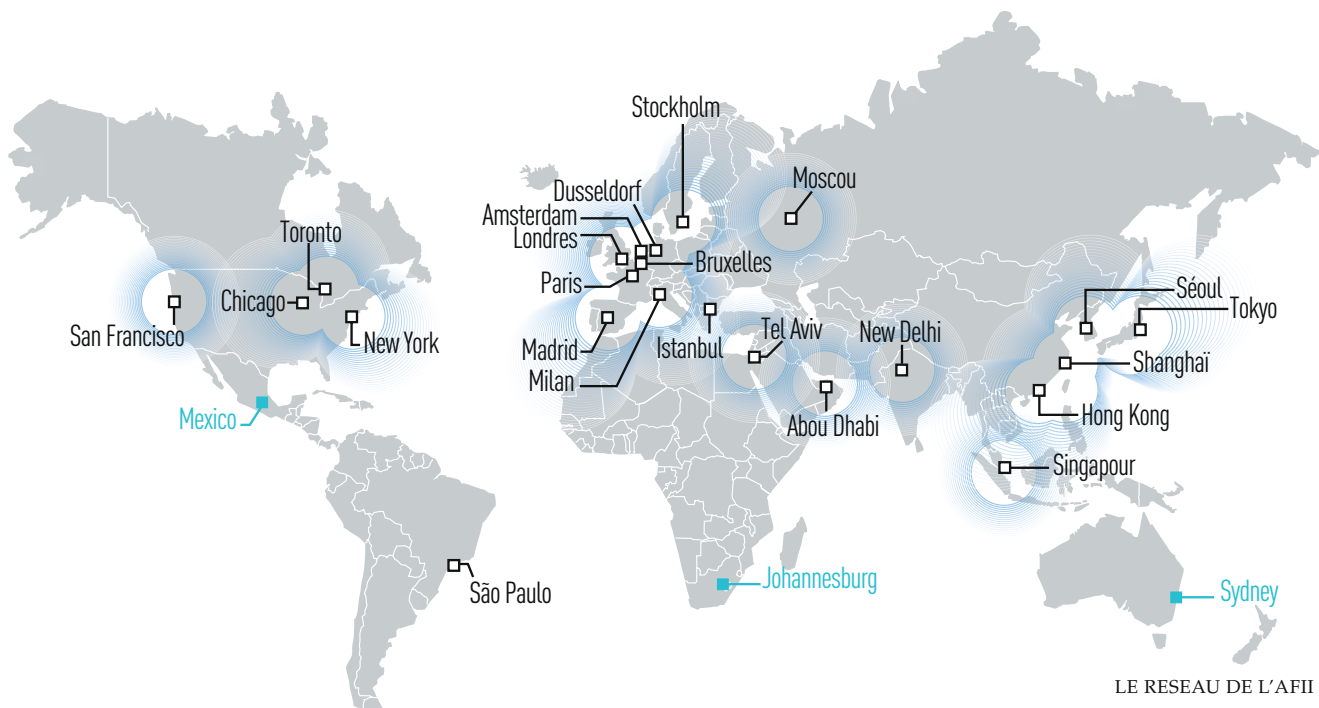 Stockholm
Dusseldorf
Moscou
Amsterdam
Toronto
Londres
Bruxelles
Paris
Séoul
Chicago
Tokyo
San Francisco
New York
Tel Aviv
New Delhi
Madrid
Istanbul
Shanghaï
Milan
Mexico
Abou Dhabi
Hong Kong
Singapour
Johannesburg
São Paulo
Sydney
LE RESEAU DE L'AFII